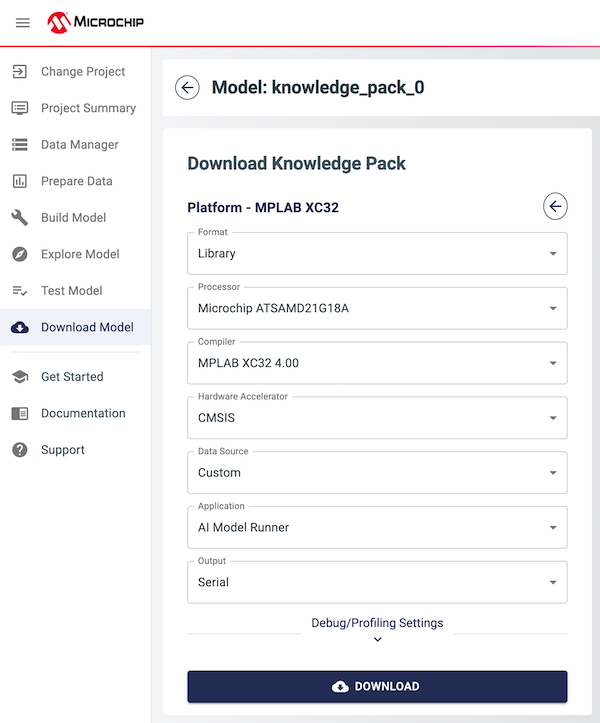 MICROCHIP
Change Project
Project Summary
Data Manager
Prepare Data
Build Model
Explore Model
Test Model
Download Model
Get Started
Documentation
Support
Model: knowledge_pack_0
Download Knowledge Pack
Platform - MPLAB XC32
Format
Library
Processor
Microchip ATSAMD21G18A
Compiler
MPLAB XC32 4.00
Hardware Accelerator
CMSIS
Data Source
Custom
Application
AI Model Runner
Output
Serial
Debug/Profiling Settings
DOWNLOAD